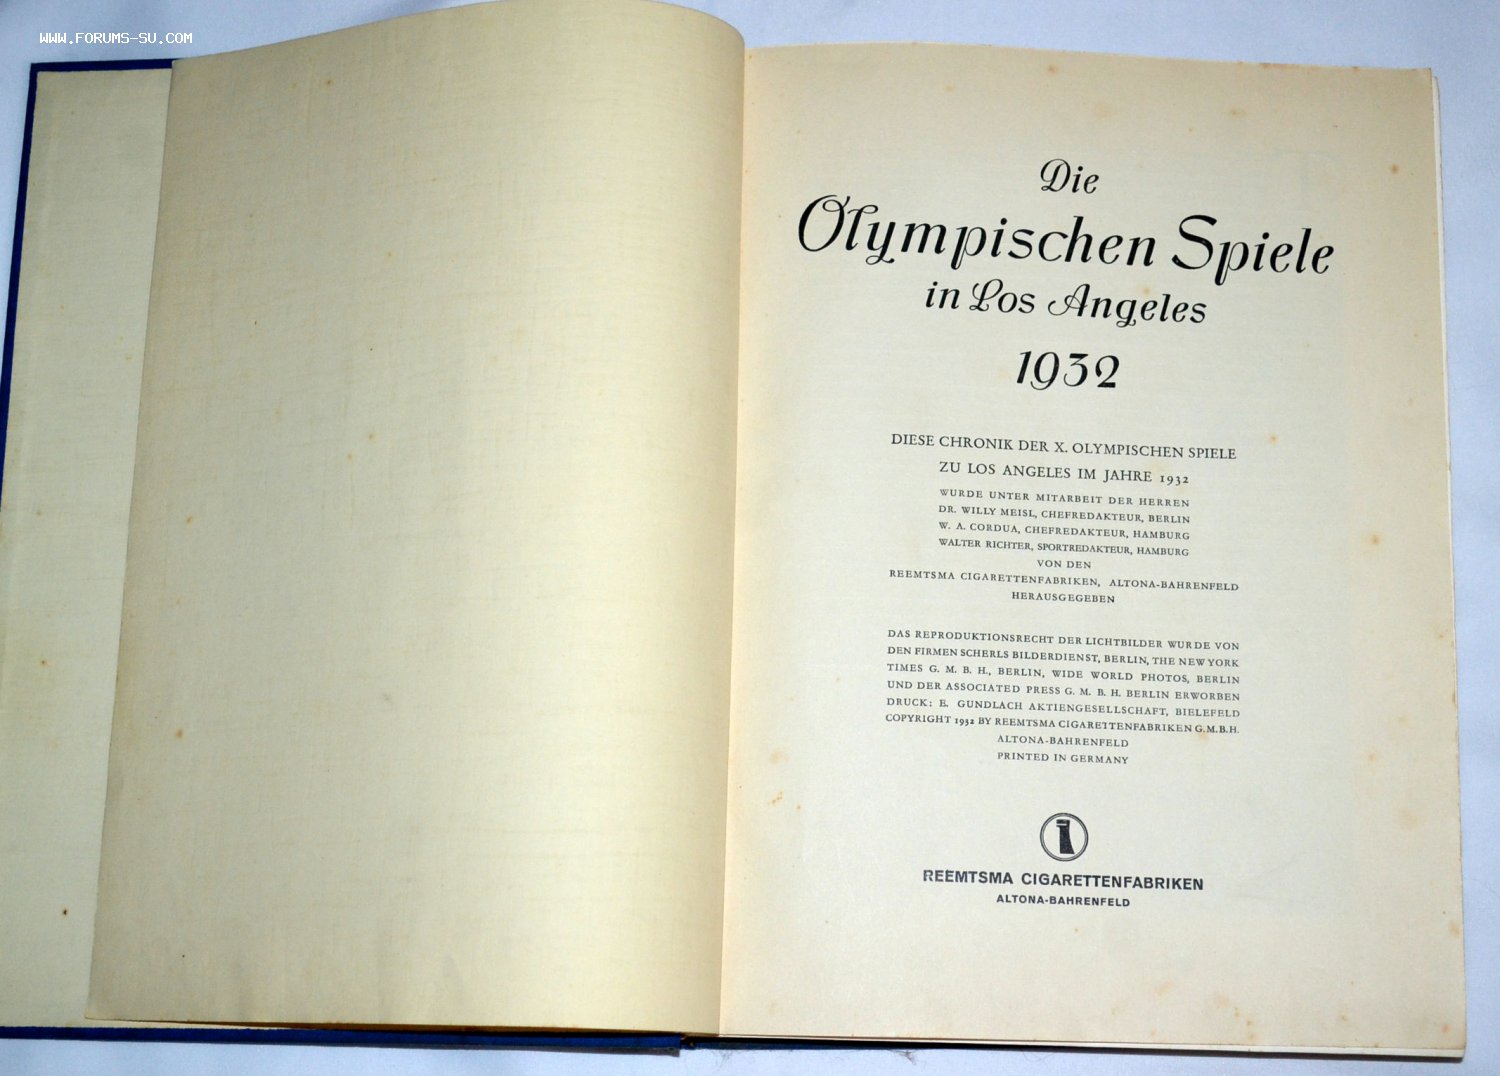 WWW.FORUMS-SU.COM
Die
Olympischen Spiele
in Los Angeles
1932
DIESE CHRONIK DER X. OLYMPISCHEN SPIELE
ZU LOS ANGELES IM JAHRE 1932
WURDE UNTER MITARBEIT DER HERREN
DR. WILLY MEISL, CHEFREDAKTEUR, BERLIN
W. A. CORDUA, CHEFREDAKTEUR, HAMBURG
WALTER RICHTER, SPORTREDAKTEUR, HAMBURG
VON DEN
REEMTSMA CIGARETTENFABRIKEN, ALTONA-BAHRENFELD
HERAUSGEGEBEN
DAS REPRODUKTIONSRECHT DER LICHTBILDER WURDE VON
DEN FIRMEN SCHERLS BILDERDIENST, BERLIN, THE NEW YORK
TIMES G. M. B. H., BERLIN, WIDE WORLD PHOTOS, BERLIN
UND DER ASSOCIATED PRESS G. M. B. H. BERLIN ERWORBEN
DRUCK: E. GUNDLACH AKTIENGESELLSCHAFT, BIELEFELD
COPYRIGHT 1932 BY REEMTSMA CIGARETTENFABRIKEN G.M.B.H.
ALTONA-BAHRENFELD
PRINTED IN GERMANY
REEMTSMA CIGARETTENFABRIKEN
ALTONA-BAHRENFELD